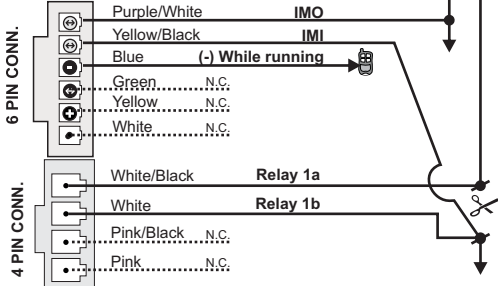 6 PIN CONN.
Purple/White IMO
Yellow/Black IMI
Blue (-) While running
Green N.C.
Yellow N.C.
White N.C.
4 PIN CONN.
White/Black Relay 1a
White Relay 1b
Pink/Black N.C.
Pink N.C.